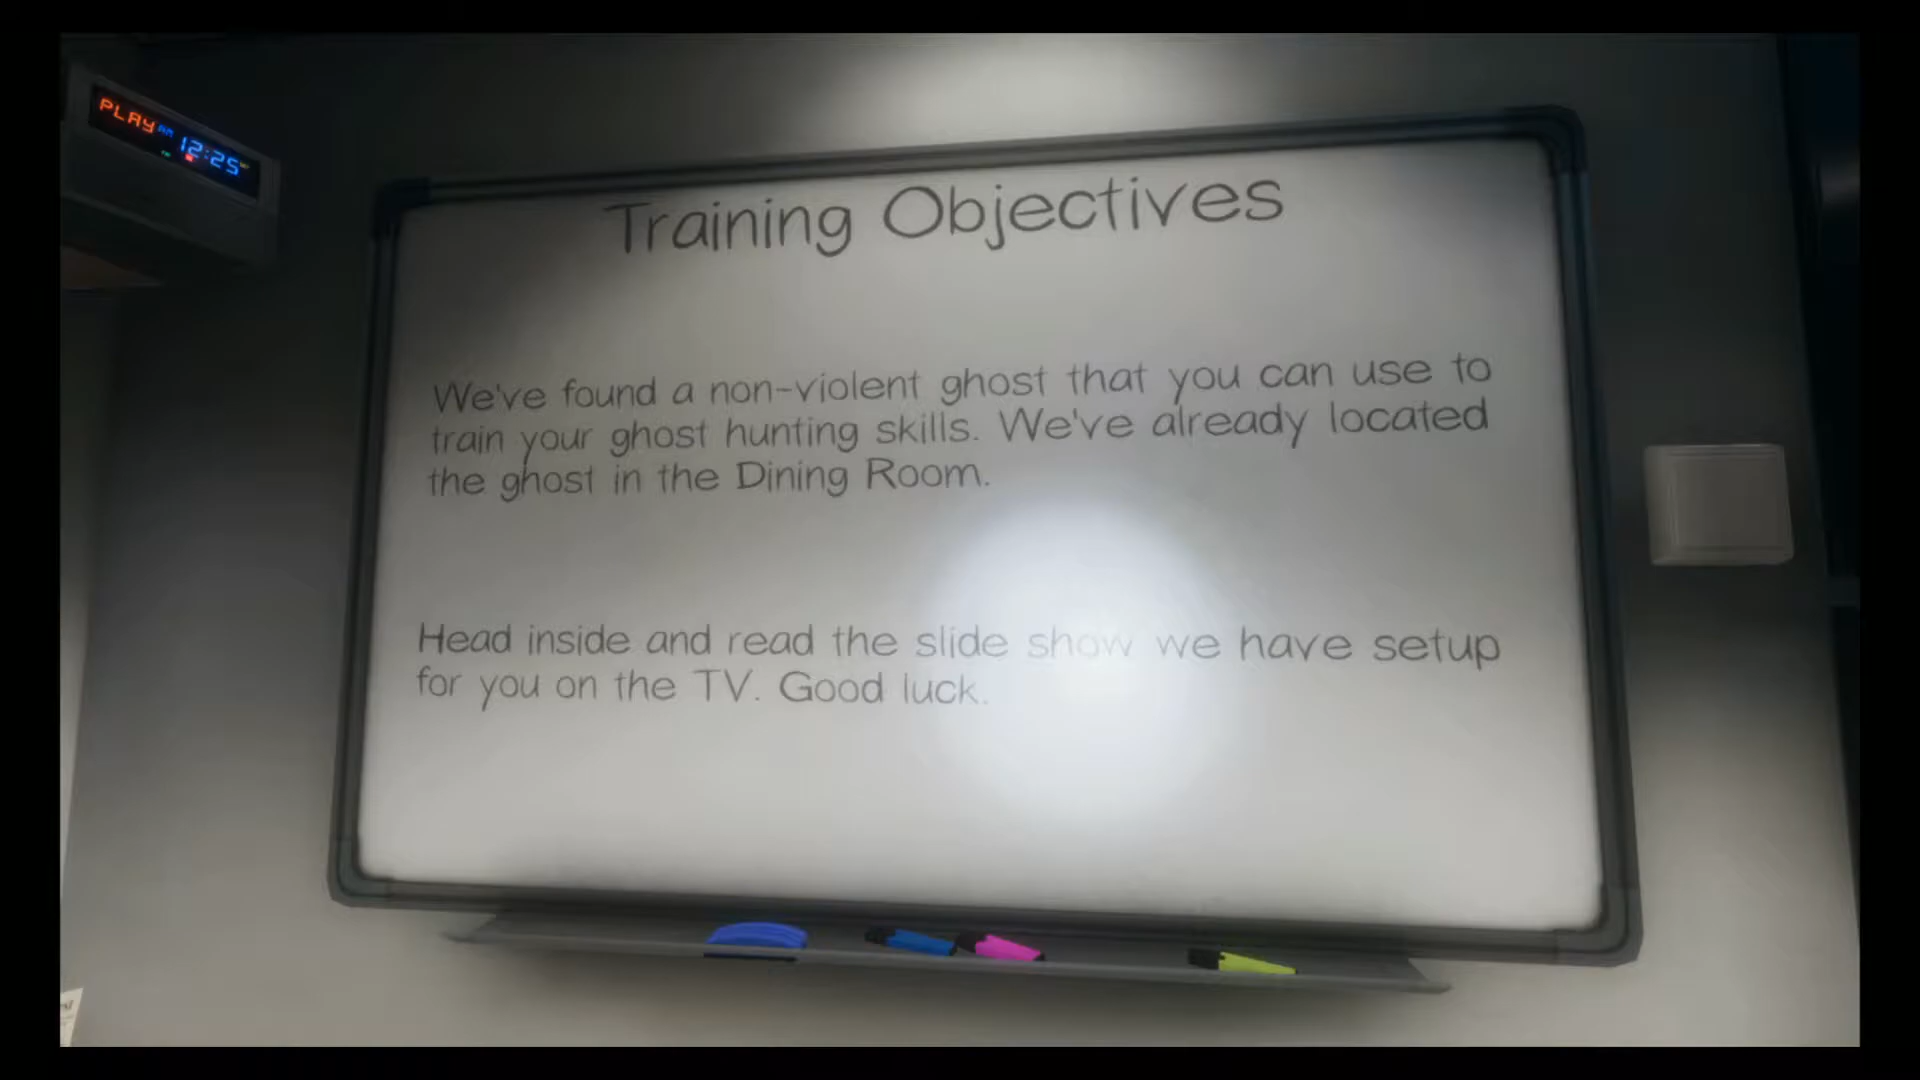 PLAY AM 12:25
Training Objectives
We've found a non-violent ghost that you can use to
train your ghost hunting skills. We've already located
the ghost in the Dining Room.
Head inside and read the slide show we have setup
for you on the TV. Good luck.